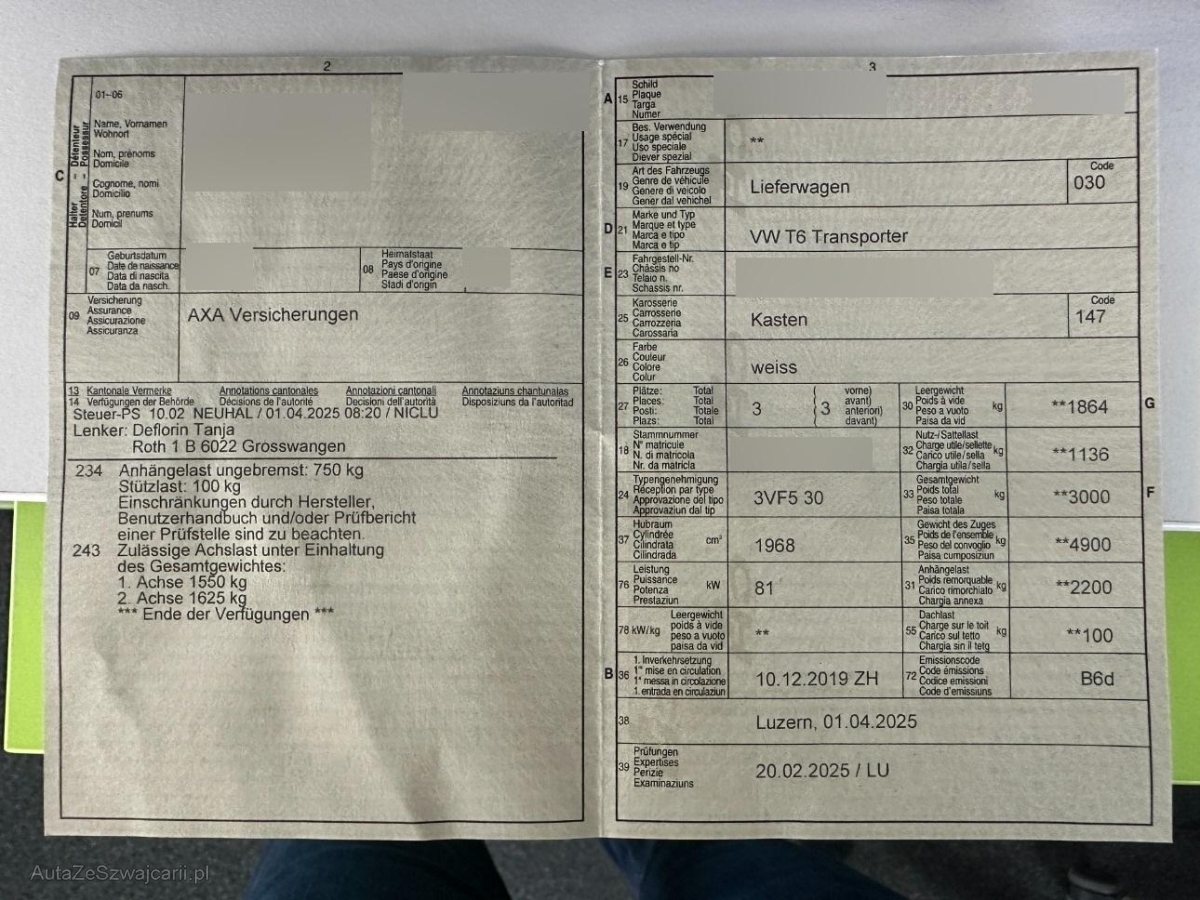 2
C
Halter - Détenteur
Detentore - Possessur
01-06
Name, Vornamen
Wohnort
Nom, prénoms
Domicile
Cognome, nomi
Domicilio
Num, prenums
Domicil
07
Geburtsdatum
Date de naissance
Data di nascita
Data da nasch.
08
Heimatstaat
Pays d'origine
Paese d'origine
Stadi d'origin
09
Versicherung
Assurance
Assicurazione
Assicuranza
AXA Versicherungen
13 Kantonale Vermerke Annotations cantonales Annotazioni cantonali Annotaziuns chantunalas
14 Verfügungen der Behörde Décisions de l'autorité Decisioni dell'autorità Disposiziuns da l'autoritad
Steuer-PS 10.02 NEUHAL / 01.04.2025 08:20 / NICLU
Lenker: Deflorin Tanja
Roth 1 B 6022 Grosswangen
234 Anhängelast ungebremst: 750 kg
Stützlast: 100 kg
Einschränkungen durch Hersteller,
Benutzerhandbuch und/oder Prüfbericht
einer Prüfstelle sind zu beachten.
243 Zulässige Achslast unter Einhaltung
des Gesamtgewichtes:
1. Achse 1550 kg
2. Achse 1625 kg
*** Ende der Verfügungen ***
3
A 15
Schild
Plaque
Targa
Numer
17
Bes. Verwendung
Usage spécial
Uso speciale
Diever spezial
**
19
Art des Fahrzeugs
Genre de véhicule
Genere di veicolo
Gener dal vehichel
Lieferwagen
Code
030
D 21
Marke und Typ
Marque et type
Marca e tipo
Marca e tip
VW T6 Transporter
E 23
Fahrgestell-Nr.
Châssis no
Telaio n.
Schassis nr.
25
Karosserie
Carrosserie
Carrozzeria
Carossaria
Kasten
Code
147
26
Farbe
Couleur
Colore
Colur
weiss
27
Plätze: Total
Places: Total
Posti: Totale
Plazs: Total
3
( 3
vorne)
avant)
anteriori)
davant)
30
Leergewicht
Poids à vide
Peso a vuoto
Paisa da vid
kg
**1864
G
18
Stammnummer
N° matricule
N. di matricola
Nr. da matricla
32
Nutz-/Sattellast
Charge utile/sellette
Carico utile/sella
Chargia utila/sella
kg
**1136
24
Typengenehmigung
Réception par type
Approvazione del tipo
Approvaziun dal tip
3VF5 30
33
Gesamtgewicht
Poids total
Peso totale
Paisa totala
kg
**3000
F
37
Hubraum
Cylindrée
Cilindrata
Cilindrada
cm³
1968
35
Gewicht des Zuges
Poids de l'ensemble
Peso del convoglio
Paisa cumposiziun
kg
**4900
76
Leistung
Puissance
Potenza
Prestaziun
kW
81
31
Anhängelast
Poids remorquable
Carico rimorchiato
Chargia annexa
kg
**2200
78 kW/kg
Leergewicht
poids à vide
peso a vuoto
paisa da vid
**
55
Dachlast
Charge sur le toit
Carico sul tetto
Chargia sin il tetg
kg
**100
B 36
1. Inverkehrsetzung
1re mise en circulation
1a messa in circolazione
1. entrada en circulaziun
10.12.2019 ZH
72
Emissionscode
Code émissions
Codice emissioni
Code d'emissiuns
B6d
38
Luzern, 01.04.2025
39
Prüfungen
Expertises
Perizie
Examinaziuns
20.02.2025 / LU
AutaZeSzwajcarii.pl